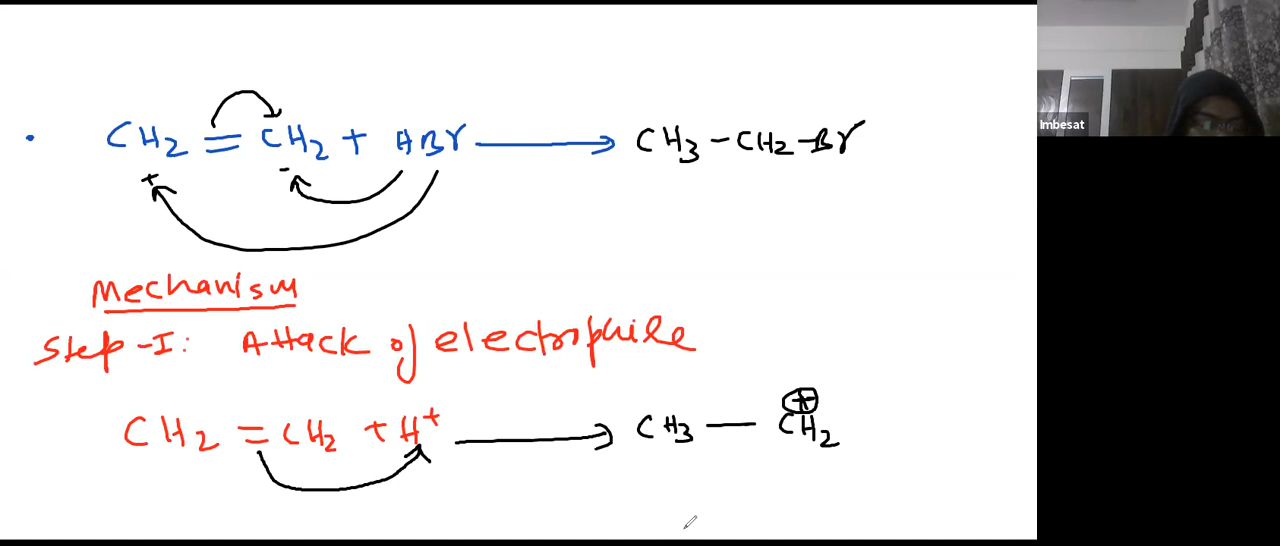 • CH₂ = CH₂ + HBr ⟶ CH₃ – CH₂ – Br
+ -
Imbesat
Mechanism
Step-I: Attack of electrophile
CH₂ = CH₂ + H⁺ ⟶ CH₃ — CH₂ ⊕